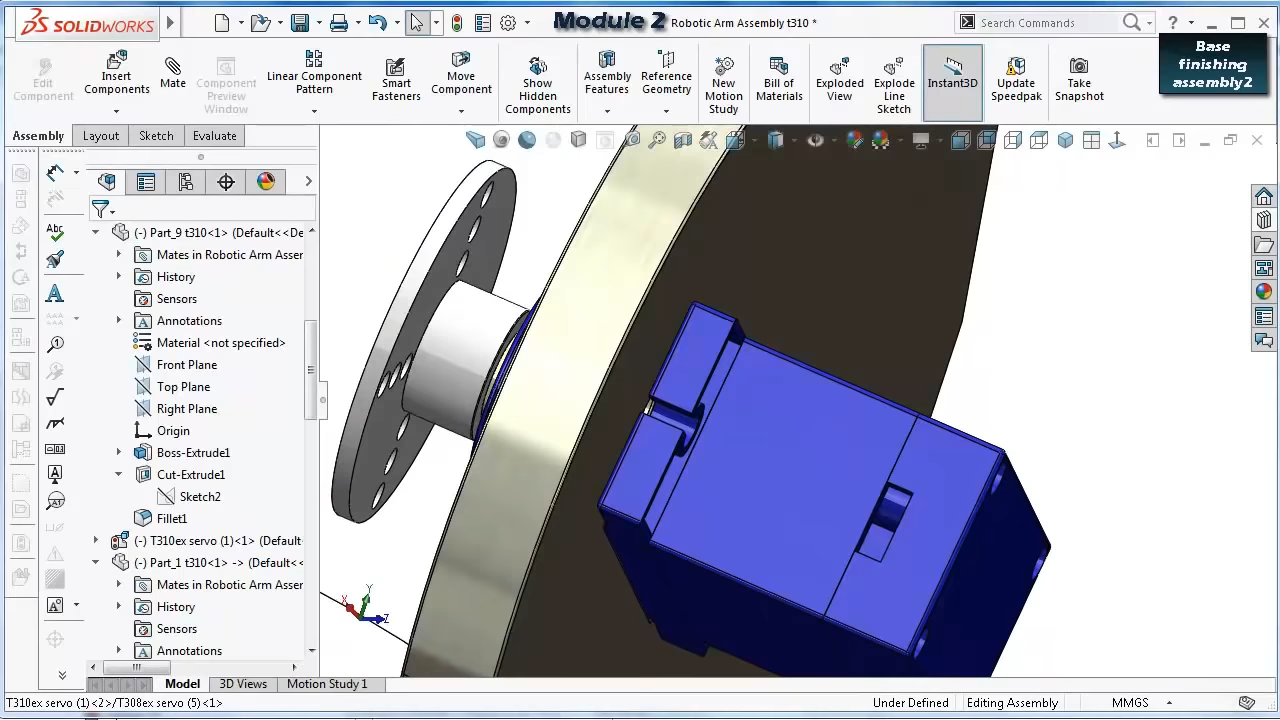 SOLIDWORKS
Module 2
Robotic Arm Assembly t310 *
Search Commands
?
Base
finishing
assembly2
Edit
Component
Insert
Components
Mate
Component
Preview
Window
Linear Component
Pattern
Smart
Fasteners
Move
Component
Show
Hidden
Components
Assembly
Features
Reference
Geometry
New
Motion
Study
Bill of
Materials
Exploded
View
Explode
Line
Sketch
Instant3D
Update
Speedpak
Take
Snapshot
Assembly
Layout
Sketch
Evaluate
(-) Part_9 t310<1> (Default<<De
Mates in Robotic Arm Asser
History
Sensors
Annotations
Material <not specified>
Front Plane
Top Plane
Right Plane
Origin
Boss-Extrude1
Cut-Extrude1
Sketch2
Fillet1
(-) T310ex servo (1)<1> (Default
(-) Part_1 t310<1> -> (Default<<
Mates in Robotic Arm Asser
History
Sensors
Annotations
Abc
Y
X
Z
Model
3D Views
Motion Study 1
T310ex servo (1)<2>/T308ex servo (5)<1>
Under Defined
Editing Assembly
MMGS